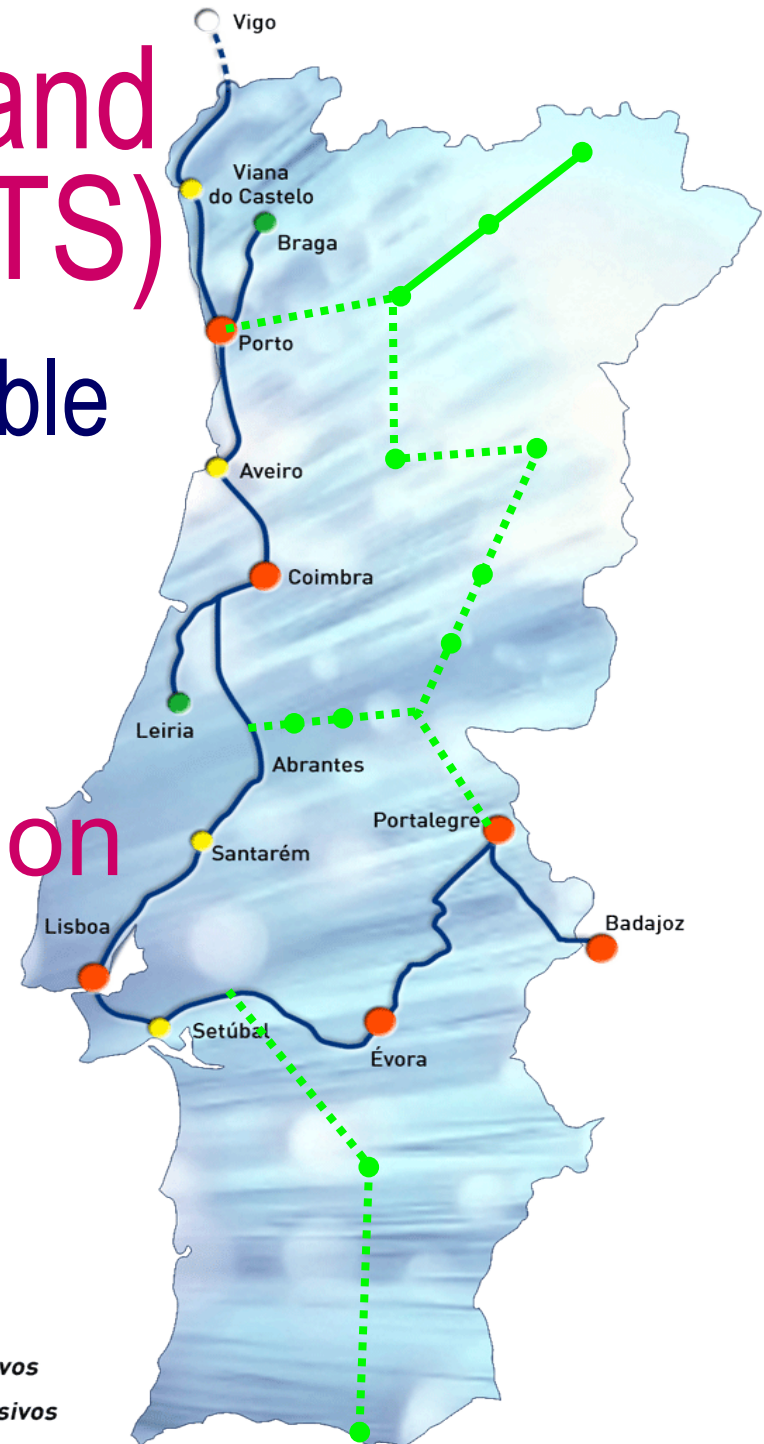 Vigo
and
Viana
do Castelo
TS)
Braga
Porto
ble
Aveiro
Coimbra
Leiria
Abrantes
Portalegre
on
Santarém
Lisboa
Badajoz
Setúbal
Évora
vos
sivos